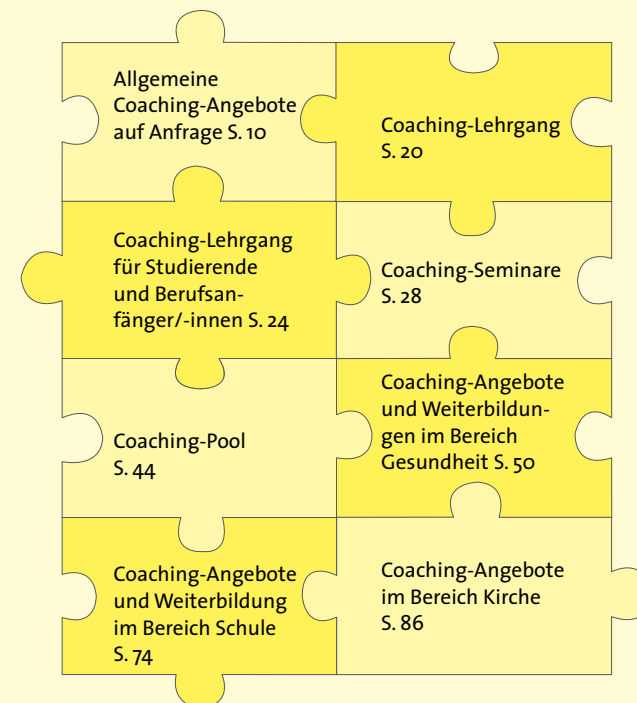 Allgemeine
Coaching-Angebote
auf Anfrage S. 10
Coaching-Lehrgang
S. 20
Coaching-Lehrgang
für Studierende
und Berufsan-
fänger/-innen S. 24
Coaching-Seminare
S. 28
Coaching-Pool
S. 44
Coaching-Angebote
und Weiterbildun-
gen im Bereich
Gesundheit S. 50
Coaching-Angebote
und Weiterbildung
im Bereich Schule
S. 74
Coaching-Angebote
im Bereich Kirche
S. 86